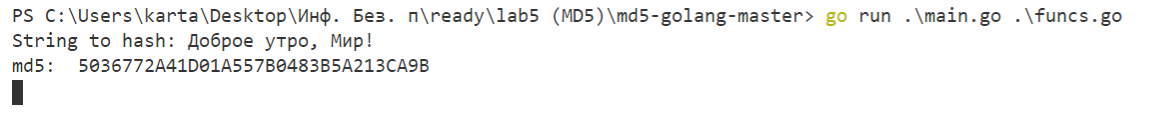 PS C:\Users\karta\Desktop\Инф. Без. п\ready\lab5 (MD5)\md5-golang-master> go run .\main.go .\funcs.go
String to hash: Доброе утро, Мир!
md5:  5036772A41D01A557B0483B5A213CA9B